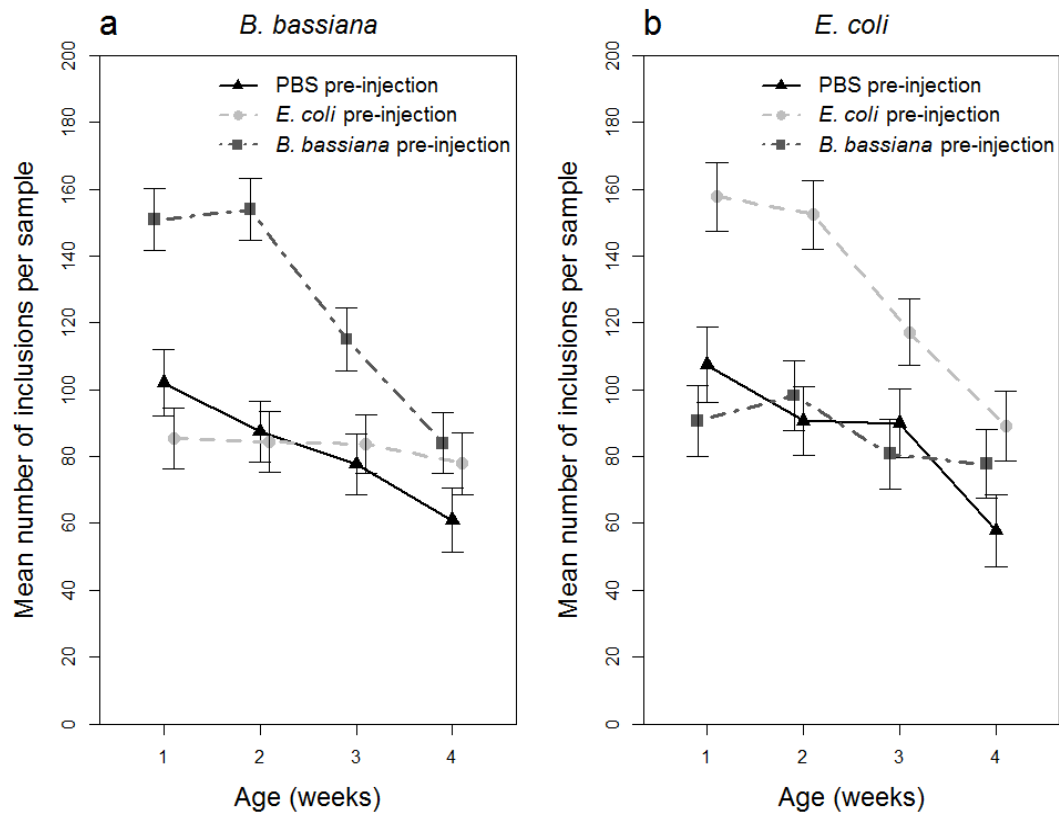 a
B. bassiana
PBS pre-injection
E. coli pre-injection
B. bassiana pre-injection
Mean number of inclusions per sample
200
180
160
140
120
100
80
60
40
20
0
1 2 3 4
Age (weeks)
b
E. coli
PBS pre-injection
E. coli pre-injection
B. bassiana pre-injection
Mean number of inclusions per sample
200
180
160
140
120
100
80
60
40
20
0
1 2 3 4
Age (weeks)